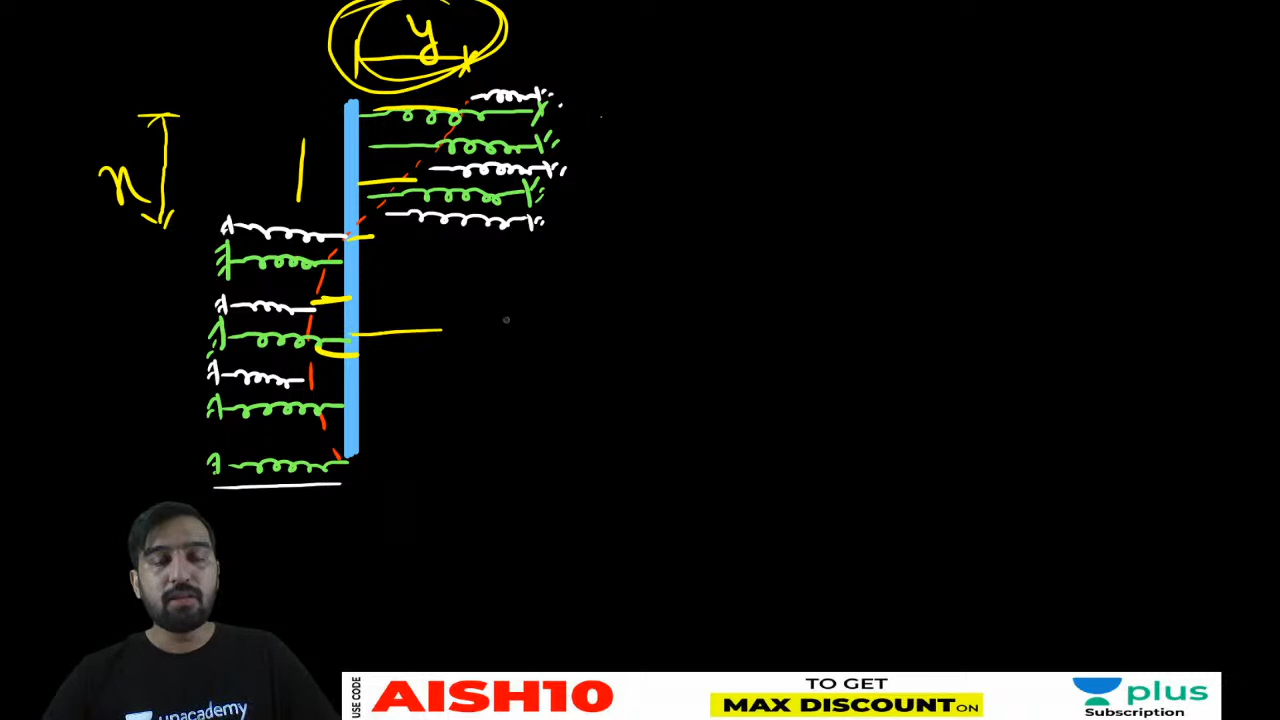 y
n
unacademy
USE CODE
AISH10
TO GET
MAX DISCOUNT ON
plus
Subscription